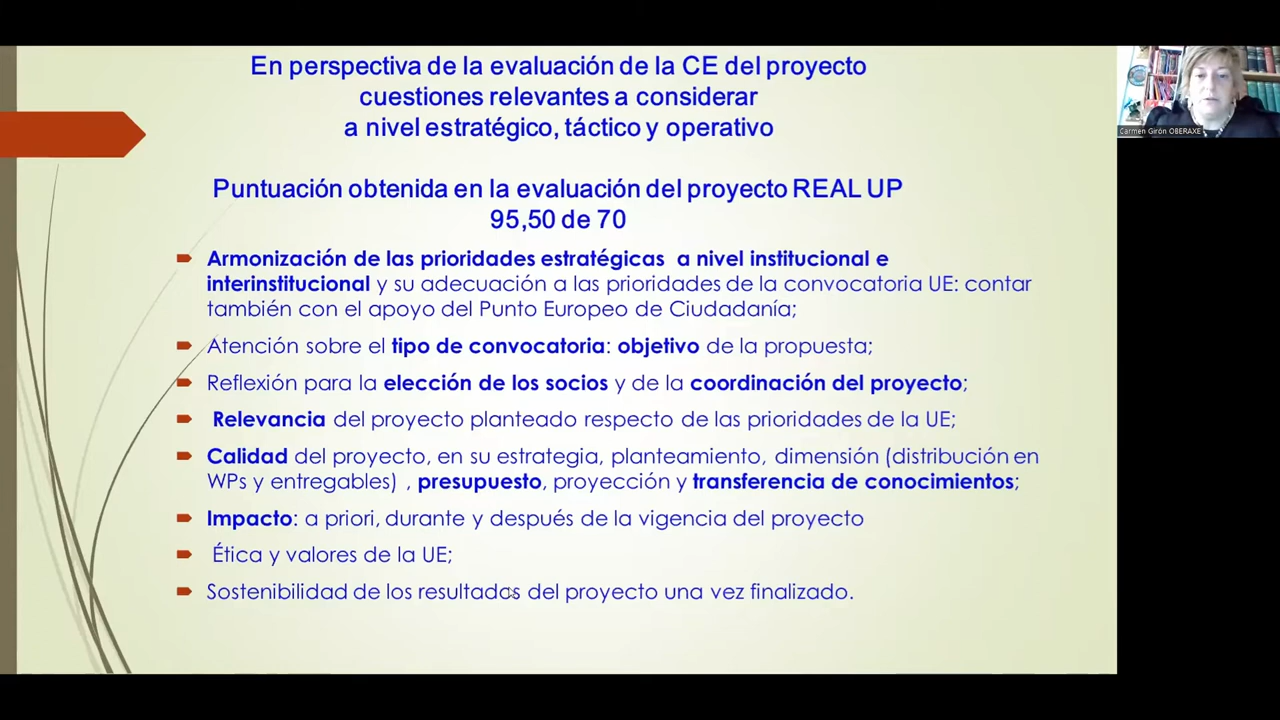 En perspectiva de la evaluación de la CE del proyecto
cuestiones relevantes a considerar
a nivel estratégico, táctico y operativo
Puntuación obtenida en la evaluación del proyecto REAL UP
95,50 de 70
Armonización de las prioridades estratégicas a nivel institucional e
interinstitucional y su adecuación a las prioridades de la convocatoria UE: contar
también con el apoyo del Punto Europeo de Ciudadanía;
Atención sobre el tipo de convocatoria: objetivo de la propuesta;
Reflexión para la elección de los socios y de la coordinación del proyecto;
Relevancia del proyecto planteado respecto de las prioridades de la UE;
Calidad del proyecto, en su estrategia, planteamiento, dimensión (distribución en
WPs y entregables) , presupuesto, proyección y transferencia de conocimientos;
Impacto: a priori, durante y después de la vigencia del proyecto
Ética y valores de la UE;
Sostenibilidad de los resultados del proyecto una vez finalizado.
Carmen Girón OBERAXE